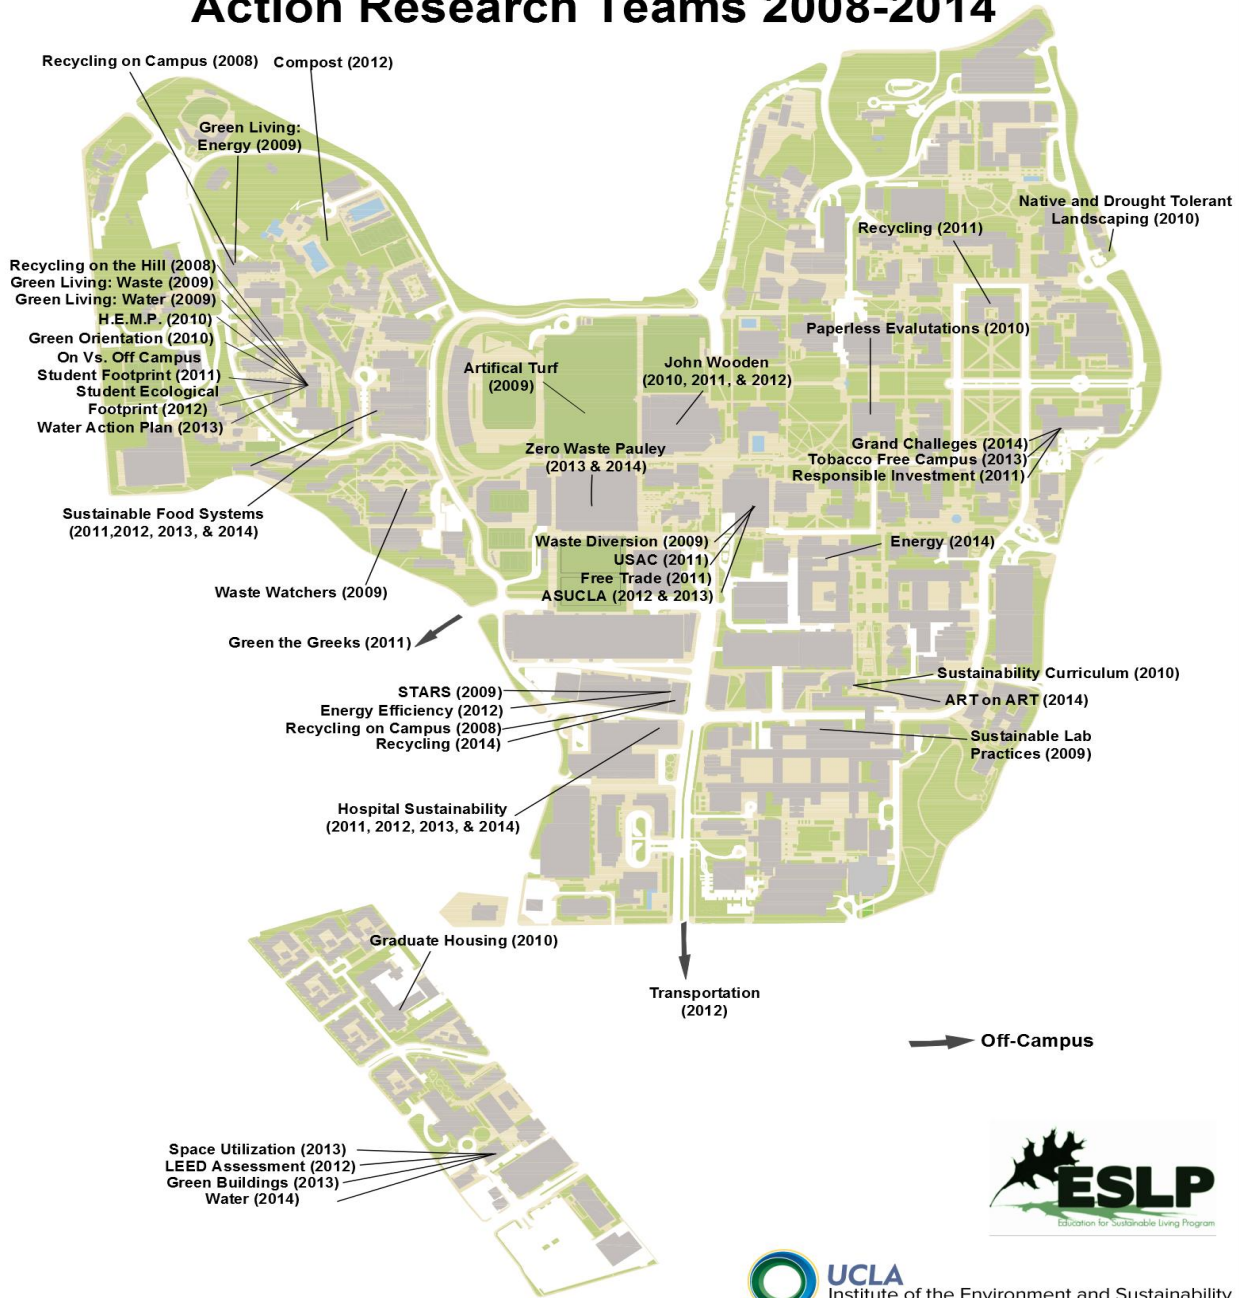 Action Research Teams 2008-2014
Recycling on Campus (2008)
Compost (2012)
Green Living:
Energy (2009)
Native and Drought Tolerant
Landscaping (2010)
Recycling (2011)
Recycling on the Hill (2008)
Green Living: Waste (2009)
Green Living: Water (2009)
H.E.M.P. (2010)
Green Orientation (2010)
On Vs. Off Campus
Student Footprint (2011)
Student Ecological
Footprint (2012)
Water Action Plan (2013)
Paperless Evalutations (2010)
Artifical Turf
(2009)
John Wooden
(2010, 2011, & 2012)
Zero Waste Pauley
(2013 & 2014)
Grand Challeges (2014)
Tobacco Free Campus (2013)
Responsible Investment (2011)
Sustainable Food Systems
(2011,2012, 2013, & 2014)
Waste Diversion (2009)
USAC (2011)
Free Trade (2011)
ASUCLA (2012 & 2013)
Energy (2014)
Waste Watchers (2009)
Green the Greeks (2011)
STARS (2009)
Energy Efficiency (2012)
Recycling on Campus (2008)
Recycling (2014)
Sustainability Curriculum (2010)
ART on ART (2014)
Sustainable Lab
Practices (2009)
Hospital Sustainability
(2011, 2012, 2013, & 2014)
Graduate Housing (2010)
Transportation
(2012)
Off-Campus
Space Utilization (2013)
LEED Assessment (2012)
Green Buildings (2013)
Water (2014)
ESLP
Education for Sustainable Living Program
UCLA
Institute of the Environment and Sustainability